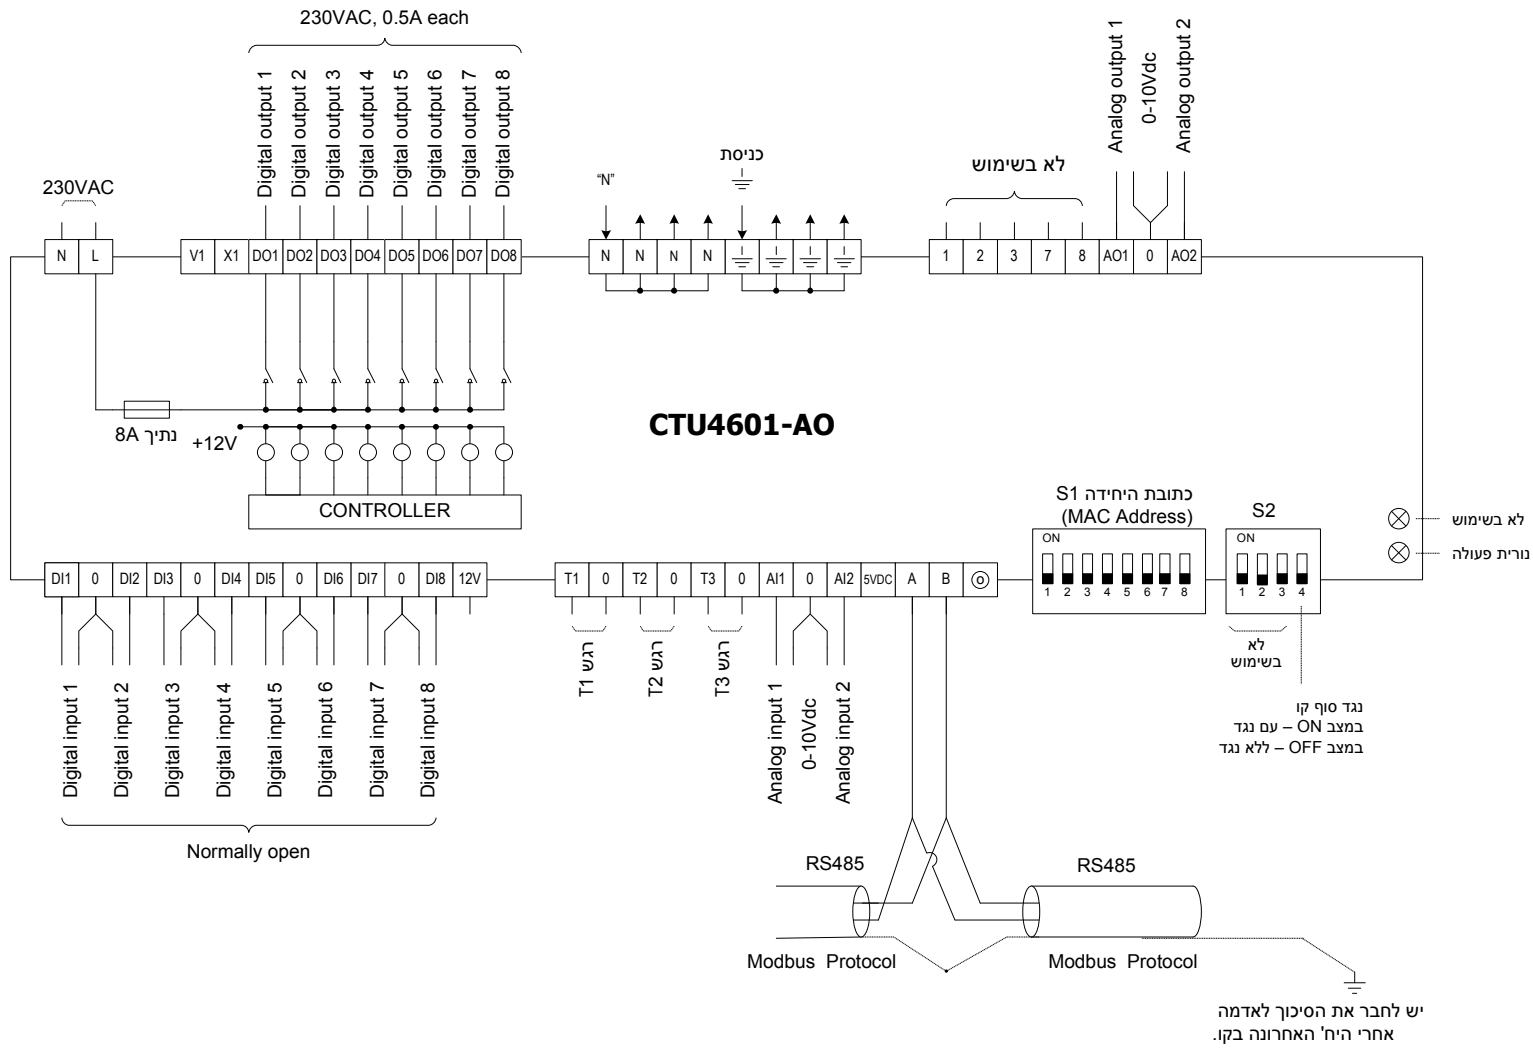 230VAC, 0.5A each
Digital output 1
Digital output 2
Digital output 3
Digital output 4
Digital output 5
Digital output 6
Digital output 7
Digital output 8
Analog output 1
0-10Vdc
Analog output 2
230VAC
"N"
כניסת
לא בשימוש
N L
V1 X1 DO1 DO2 DO3 DO4 DO5 DO6 DO7 DO8
N N N N
1 2 3 7 8 AO1 0 AO2
נתיך 8A
+12V
CTU4601-AO
CONTROLLER
כתובת היחידה S1
(MAC Address)
S2
ON
1 2 3 4 5 6 7 8
ON
1 2 3 4
לא בשימוש
נורית פעולה
DI1 0 DI2 DI3 0 DI4 DI5 0 DI6 DI7 0 DI8 12V
T1 0 T2 0 T3 0 AI1 0 AI2 5VDC A B
Digital input 1
Digital input 2
Digital input 3
Digital input 4
Digital input 5
Digital input 6
Digital input 7
Digital input 8
Normally open
רגש T1
רגש T2
רגש T3
Analog input 1
0-10Vdc
Analog input 2
לא
בשימוש
נגד סוף קו
במצב ON – עם נגד
במצב OFF – ללא נגד
RS485
RS485
Modbus Protocol
Modbus Protocol
יש לחבר את הסיכוך לאדמה
אחרי היח' האחרונה בקו.